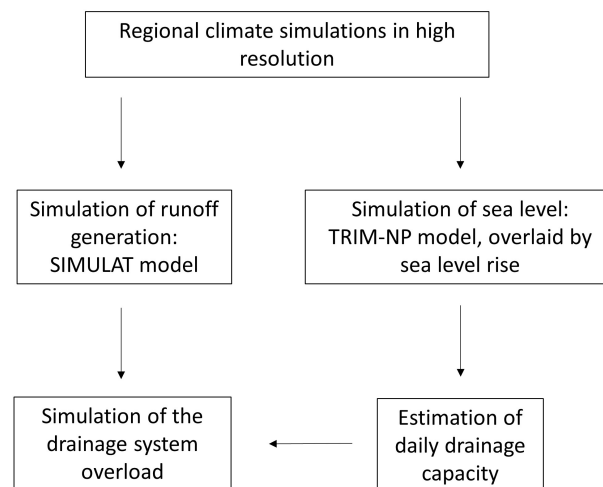 Regional climate simulations in high
resolution
Simulation of runoff
generation:
SIMULAT model
Simulation of sea level:
TRIM-NP model, overlaid by
sea level rise
Simulation of the
drainage system
overload
Estimation of
daily drainage
capacity